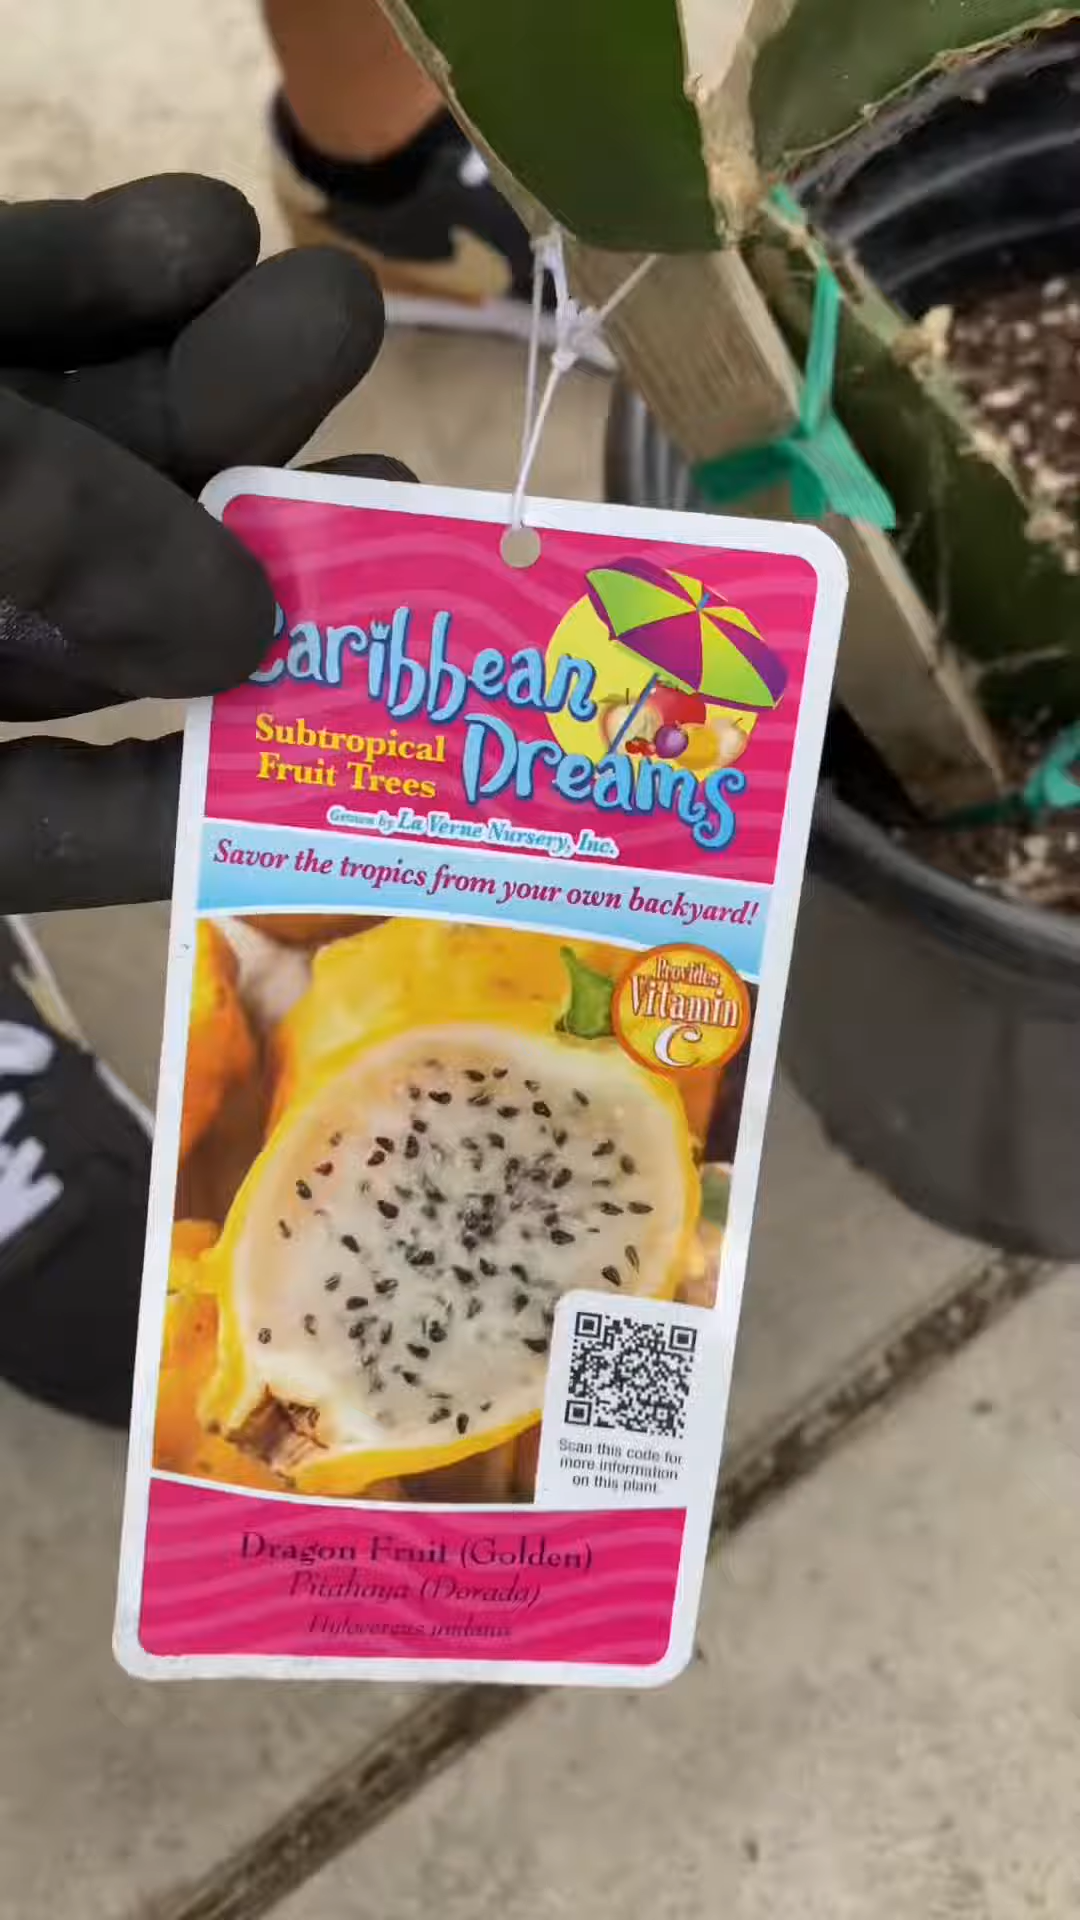 Caribbean
Dreams
Subtropical
Fruit Trees
Grown by La Verne Nursery, Inc.
Savor the tropics from your own backyard!
Provides
Vitamin
C
Scan this code for
more information
on this plant.
Dragon Fruit (Golden)
Pitahaya (Dorada)